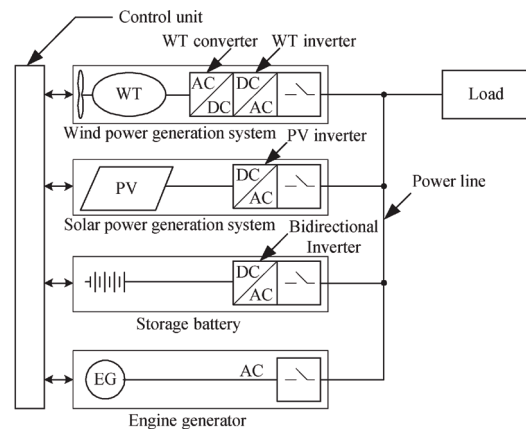 Control unit
WT converter
WT inverter
WT
AC
DC
DC
AC
Load
Wind power generation system
PV inverter
PV
DC
AC
Power line
Solar power generation system
Bidirectional
Inverter
DC
AC
Storage battery
EG
AC
Engine generator